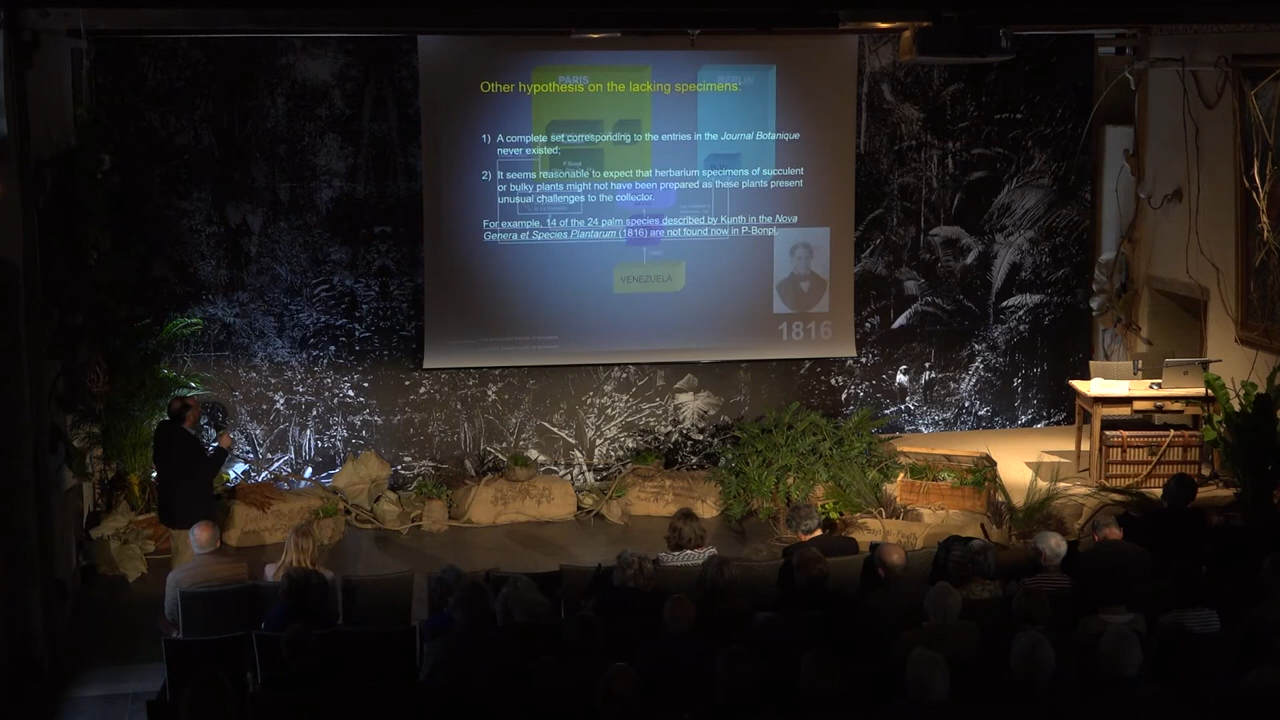 PARIS
BERLIN
Other hypothesis on the lacking specimens:
1) A complete set corresponding to the entries in the Journal Botanique
never existed;
2) It seems reasonable to expect that herbarium specimens of succulent
or bulky plants might not have been prepared as these plants present
unusual challenges to the collector.
For example, 14 of the 24 palm species described by Kunth in the Nova
Genera et Species Plantarum (1816) are not found now in P-Bonpl.
VENEZUELA
1816